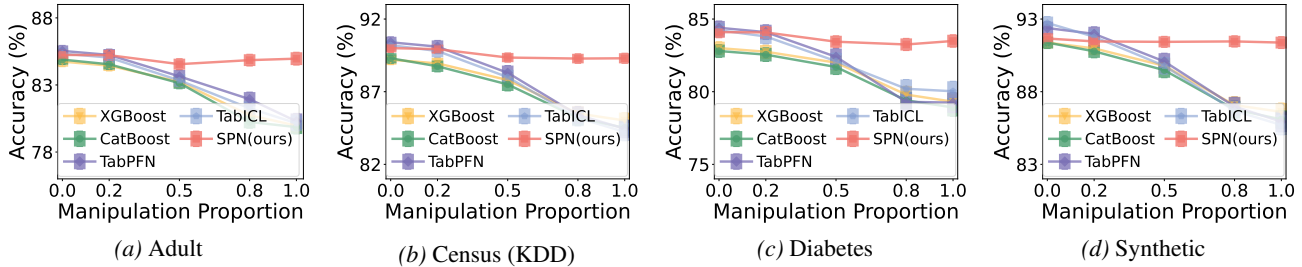 Accuracy (%)
88
83
78
XGBoost
CatBoost
TabPFN
TabICL
SPN(ours)
0.0 0.2 0.5 0.8 1.0
Manipulation Proportion
(a) Adult
Accuracy (%)
92
87
82
XGBoost
CatBoost
TabPFN
TabICL
SPN(ours)
0.0 0.2 0.5 0.8 1.0
Manipulation Proportion
(b) Census (KDD)
Accuracy (%)
85
80
75
XGBoost
CatBoost
TabPFN
TabICL
SPN(ours)
0.0 0.2 0.5 0.8 1.0
Manipulation Proportion
(c) Diabetes
Accuracy (%)
93
88
83
XGBoost
CatBoost
TabPFN
TabICL
SPN(ours)
0.0 0.2 0.5 0.8 1.0
Manipulation Proportion
(d) Synthetic